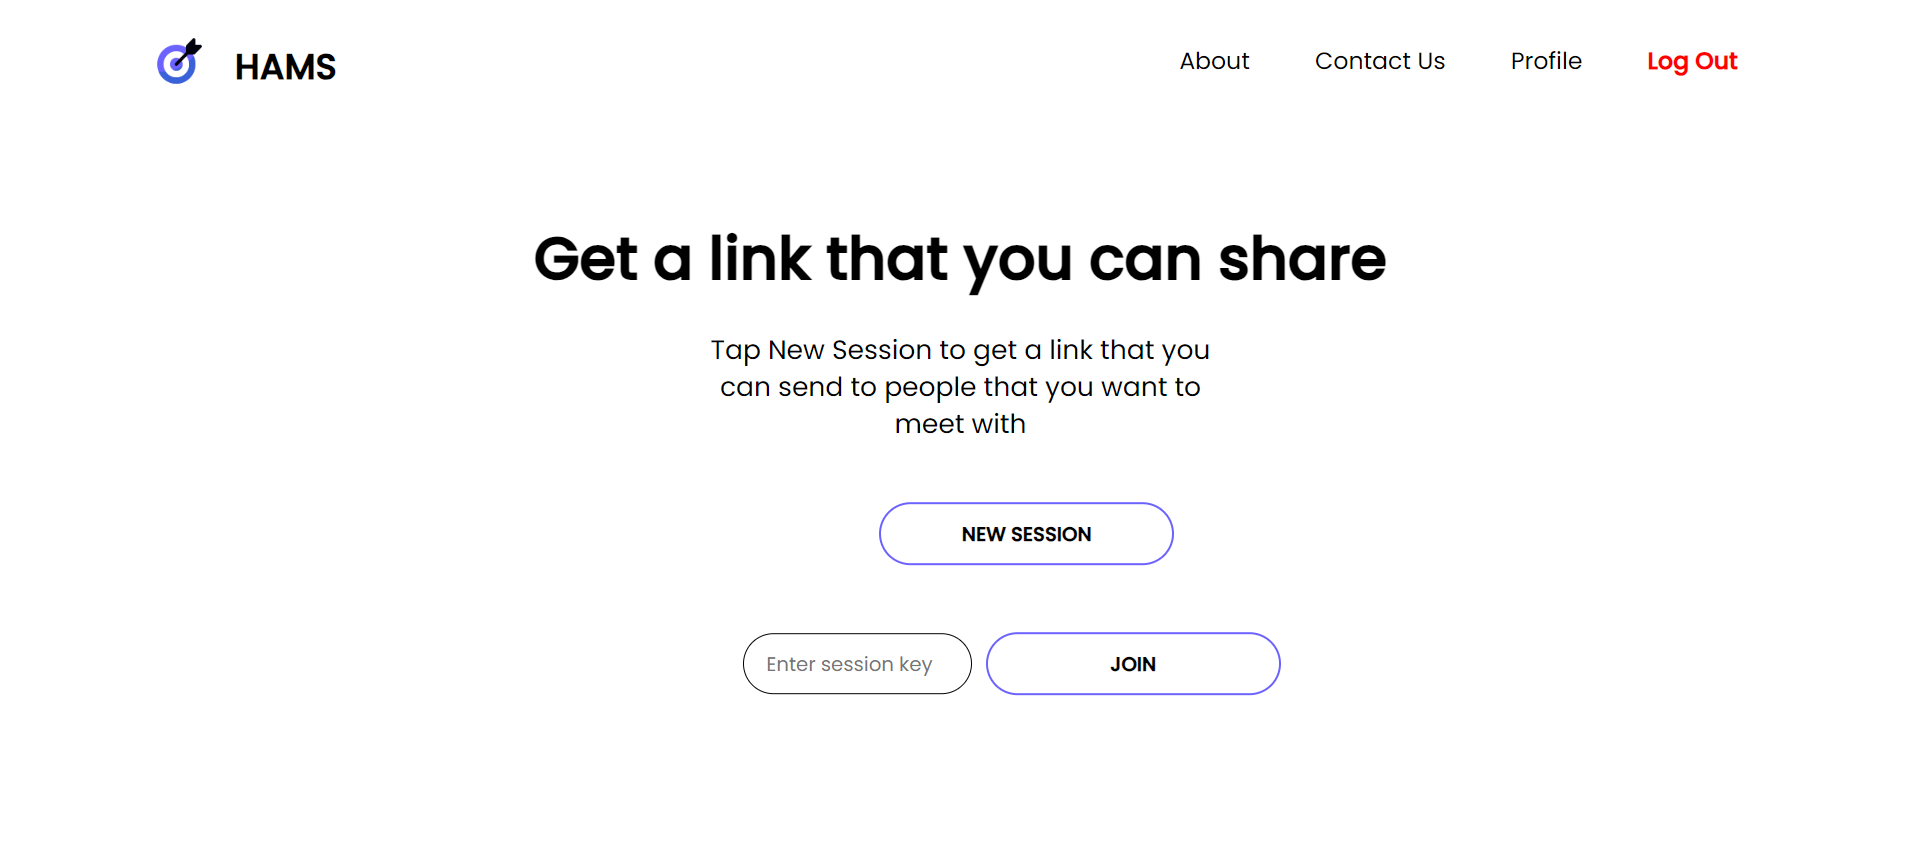 HAMS
About Contact Us Profile Log Out
Get a link that you can share
Tap New Session to get a link that you
can send to people that you want to
meet with
NEW SESSION
Enter session key JOIN